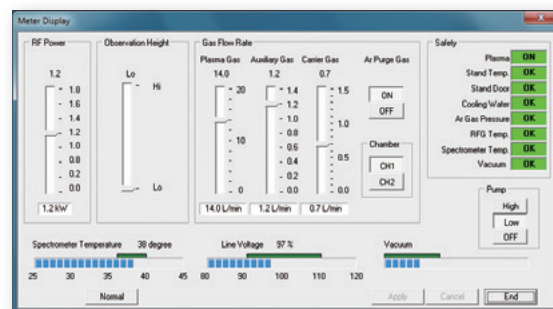 Meter Display
RF Power
1.2
1.8
1.6
1.4
1.2
1.0
0.8
0.6
0.4
0.2
0.0
1.2 kW
Observation Height
Lo
Hi
Lo
Gas Flow Rate
Plasma Gas Auxiliary Gas Carrier Gas Ar Purge Gas
14.0 1.2 0.7
20
10
0
14.0 L/min
1.4
1.2
1.0
0.8
0.6
0.4
0.2
0.0
1.2 L/min
1.5
1.0
0.5
0.0
0.7 L/min
ON
OFF
Chamber
CH1
CH2
Safety
Plasma ON
Stand Temp. OK
Stand Door OK
Cooling Water OK
Ar Gas Pressure OK
RFG Temp. OK
Spectrometer Temp. OK
Vacuum OK
Pump
High
Low
OFF
Spectrometer Temperature 38 degree
25 30 35 40 45
Normal
Line Voltage 97 %
80 90 100 110 120
Vacuum
Apply Cancel End